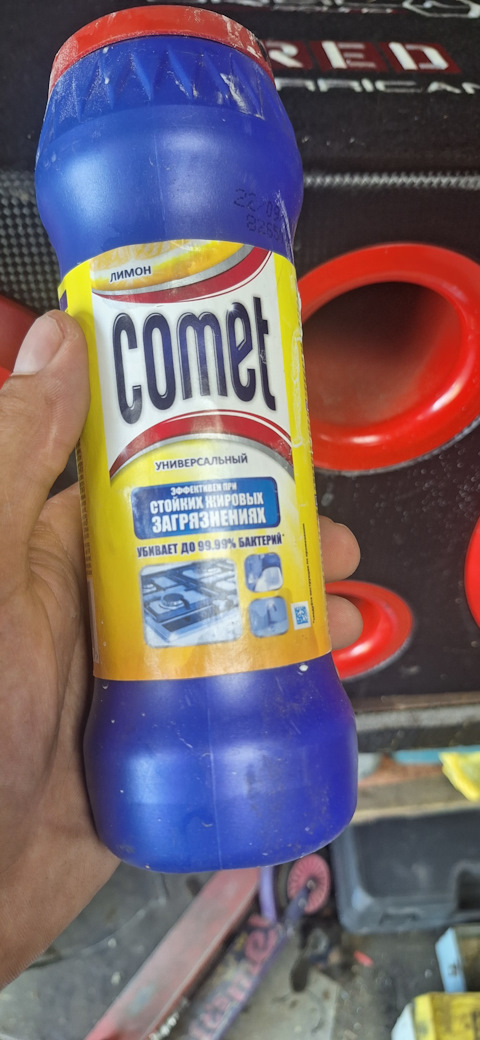 RED
ЛИМОН
comet
УНИВЕРСАЛЬНЫЙ
ЭФФЕКТИВЕН ПРИ
СТОЙКИХ ЖИРОВЫХ
ЗАГРЯЗНЕНИЯХ
УБИВАЕТ ДО 99.99% БАКТЕРИЙ*